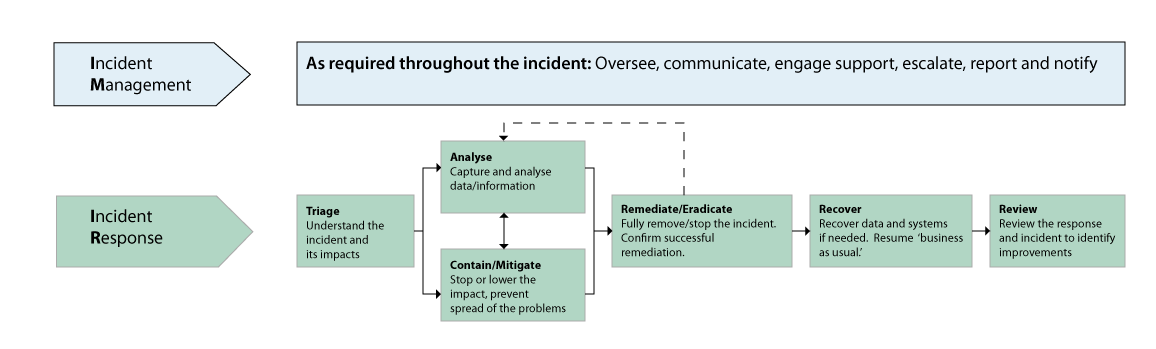 Incident
Management
As required throughout the incident: Oversee, communicate, engage support, escalate, report and notify
Incident
Response
Triage
Understand the
incident and
its impacts
Analyse
Capture and analyse
data/information
Contain/Mitigate
Stop or lower the
impact, prevent
spread of the problems
Remediate/Eradicate
Fully remove/stop the incident.
Confirm successful
remediation.
Recover
Recover data and systems
if needed.  Resume ‘business
as usual.’
Review
Review the response
and incident to identify
improvements